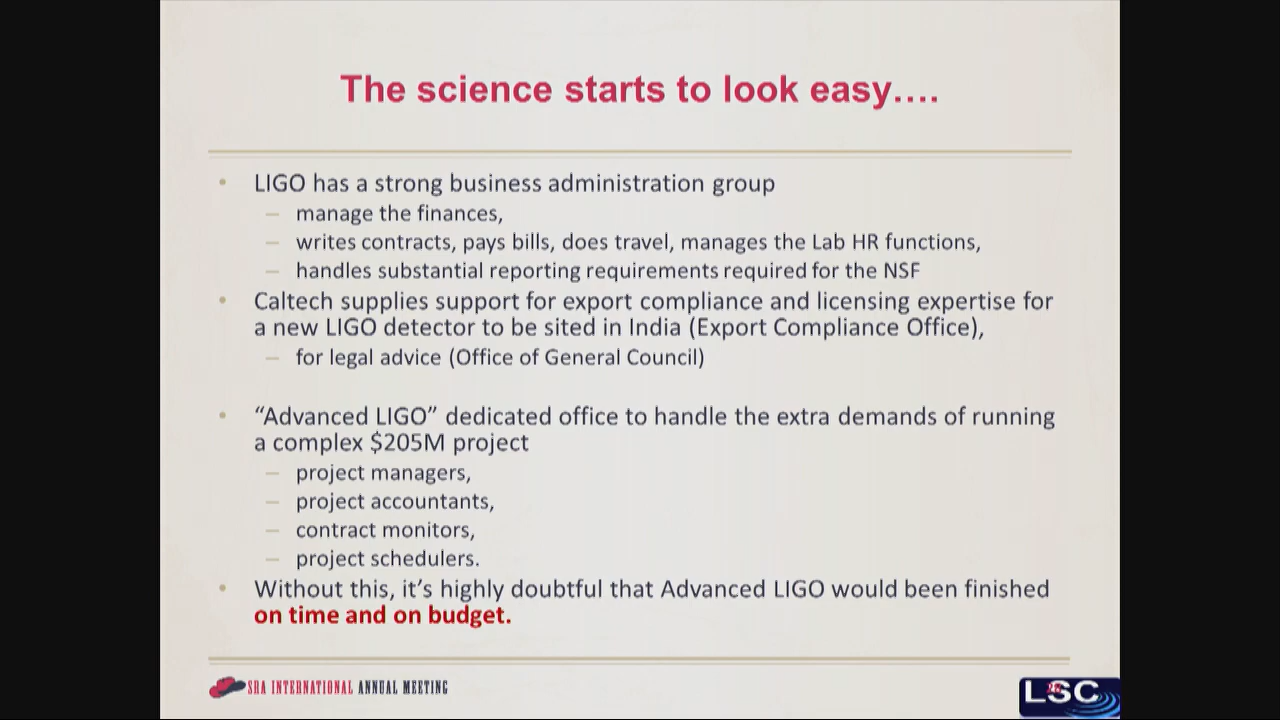 The science starts to look easy....
• LIGO has a strong business administration group
– manage the finances,
– writes contracts, pays bills, does travel, manages the Lab HR functions,
– handles substantial reporting requirements required for the NSF
• Caltech supplies support for export compliance and licensing expertise for
a new LIGO detector to be sited in India (Export Compliance Office),
– for legal advice (Office of General Council)
• “Advanced LIGO” dedicated office to handle the extra demands of running
a complex $205M project
– project managers,
– project accountants,
– contract monitors,
– project schedulers.
• Without this, it’s highly doubtful that Advanced LIGO would been finished
on time and on budget.
SRA INTERNATIONAL ANNUAL MEETING
LSC